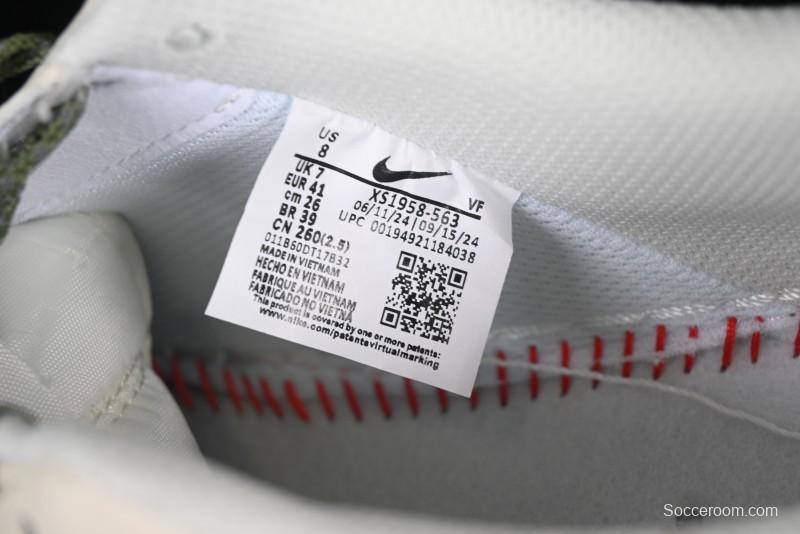 US
8
UK 7
EUR 41
cm 26
BR 39
CN 260(2.5)
VF
XS1958-563
06/11/24|09/15/24
UPC 00194921184038
011B60DT17B32
MADE IN VIETNAM
HECHO EN VIETNAM
FABRIQUE AU VIETNAM
FABRICADO NO VIETNA
This product is covered by one or more patents:
www.nike.com/patentsvirtualmarking
Socceroom.com